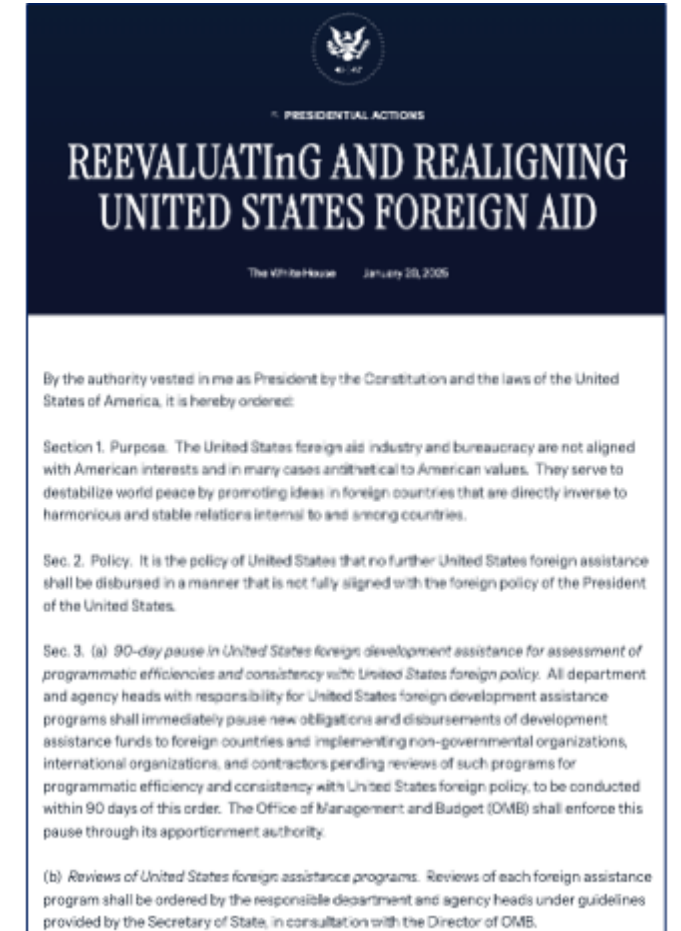 PRESIDENTIAL ACTIONS
REEVALUATInG AND REALIGNING
UNITED STATES FOREIGN AID
The White House January 20, 2025
By the authority vested in me as President by the Constitution and the laws of the United
States of America, it is hereby ordered:
Section 1. Purpose. The United States foreign aid industry and bureaucracy are not aligned
with American interests and in many cases antithetical to American values. They serve to
destabilize world peace by promoting ideas in foreign countries that are directly inverse to
harmonious and stable relations internal to and among countries.
Sec. 2. Policy. It is the policy of United States that no further United States foreign assistance
shall be disbursed in a manner that is not fully aligned with the foreign policy of the President
of the United States.
Sec. 3. (a) 90-day pause in United States foreign development assistance for assessment of
programmatic efficiencies and consistency with United States foreign policy. All department
and agency heads with responsibility for United States foreign development assistance
programs shall immediately pause new obligations and disbursements of development
assistance funds to foreign countries and implementing non-governmental organizations,
international organizations, and contractors pending reviews of such programs for
programmatic efficiency and consistency with United States foreign policy, to be conducted
within 90 days of this order. The Office of Management and Budget (OMB) shall enforce this
pause through its apportionment authority.
(b) Reviews of United States foreign assistance programs. Reviews of each foreign assistance
program shall be ordered by the responsible department and agency heads under guidelines
provided by the Secretary of State, in consultation with the Director of OMB.